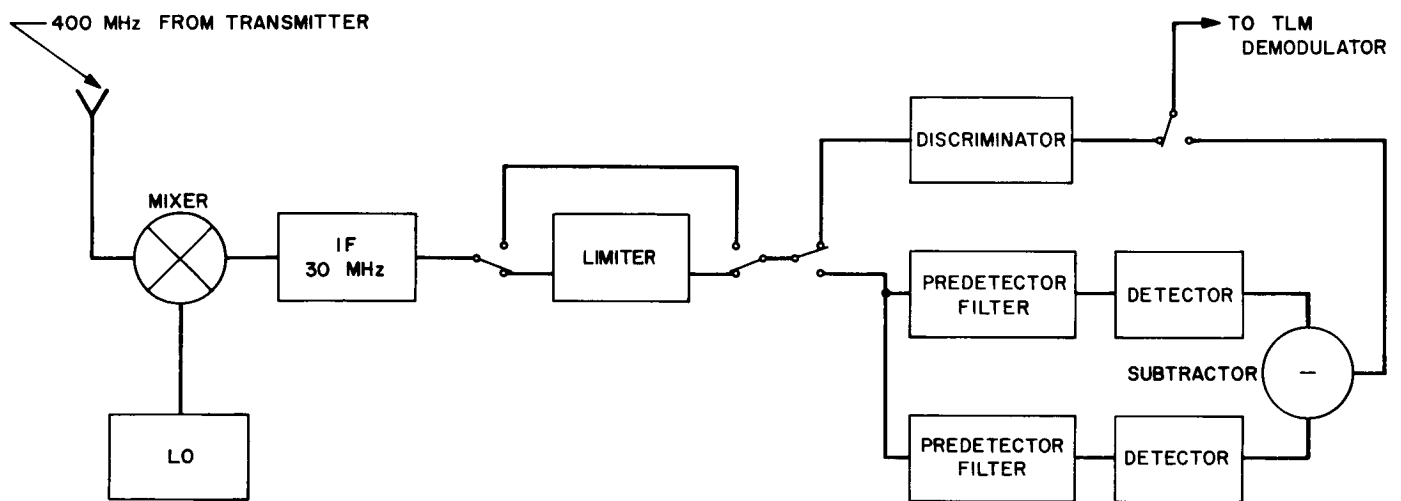 400 MHz FROM TRANSMITTER
TO TLM
DEMODULATOR
DISCRIMINATOR
MIXER
IF
30 MHz
LIMITER
PREDETECTOR
FILTER
DETECTOR
SUBTRACTOR
−
LO
PREDETECTOR
FILTER
DETECTOR